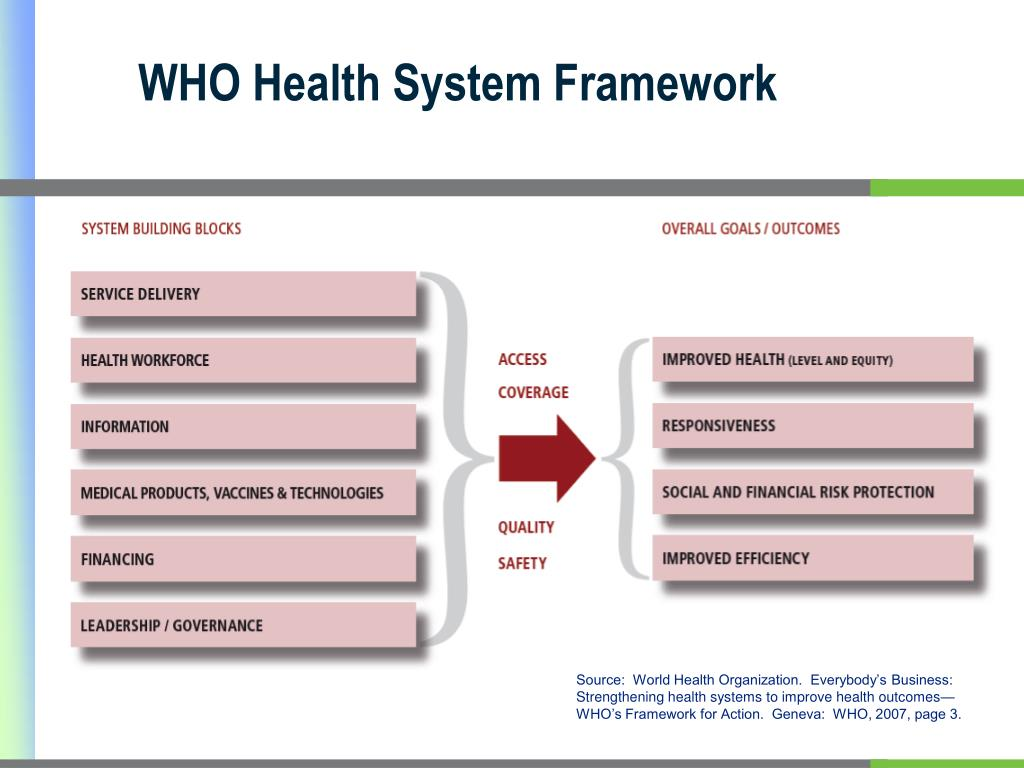 WHO Health System Framework
SYSTEM BUILDING BLOCKS
OVERALL GOALS / OUTCOMES
SERVICE DELIVERY
HEALTH WORKFORCE
INFORMATION
MEDICAL PRODUCTS, VACCINES & TECHNOLOGIES
FINANCING
LEADERSHIP / GOVERNANCE
ACCESS
COVERAGE
QUALITY
SAFETY
IMPROVED HEALTH (LEVEL AND EQUITY)
RESPONSIVENESS
SOCIAL AND FINANCIAL RISK PROTECTION
IMPROVED EFFICIENCY
Source:  World Health Organization.  Everybody’s Business:
Strengthening health systems to improve health outcomes—
WHO’s Framework for Action.  Geneva:  WHO, 2007, page 3.